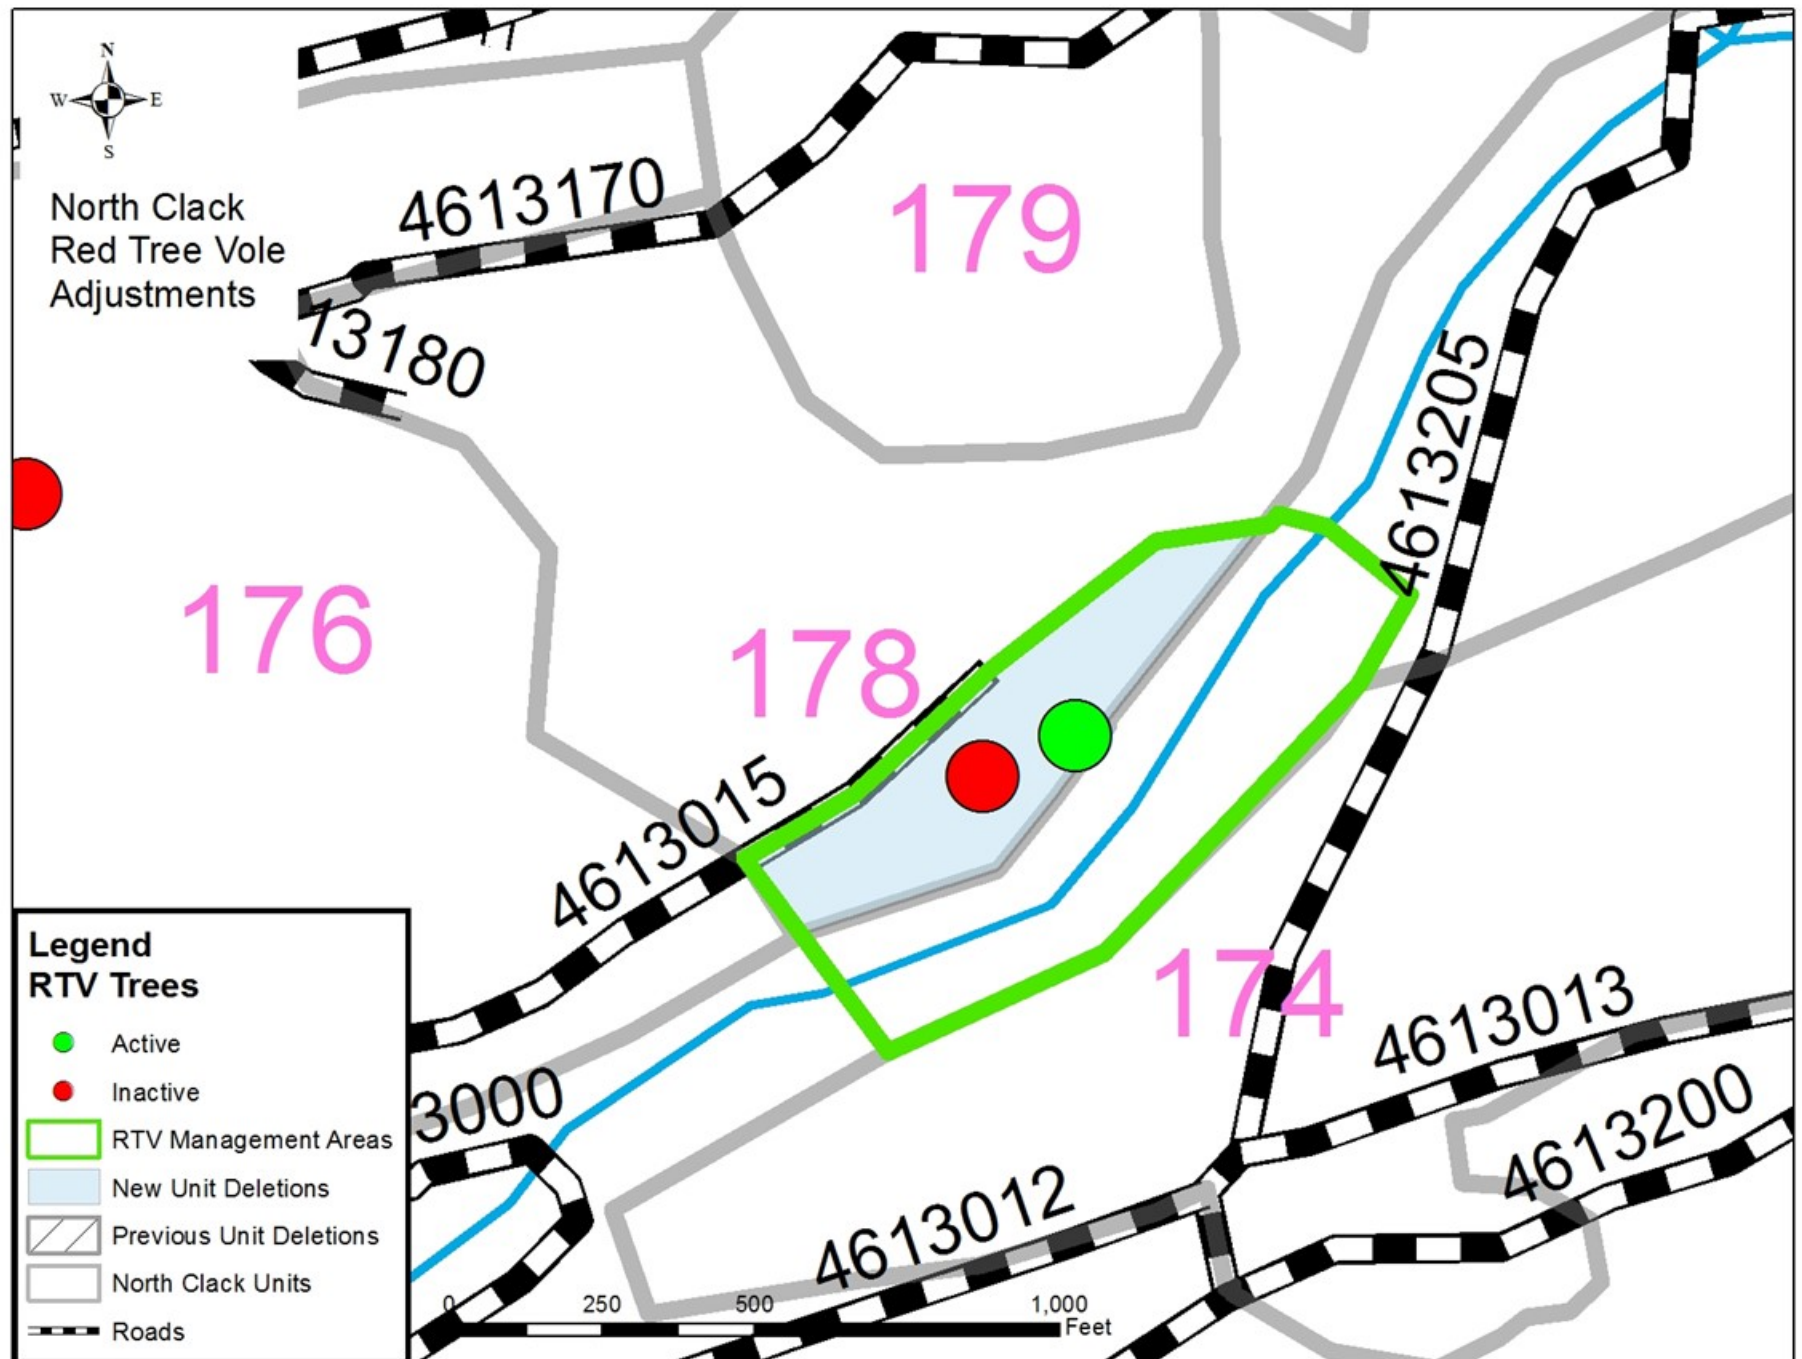 N
W E
S
North Clack
Red Tree Vole
Adjustments
4613170
13180
179
4613205
176
178
4613015
174
4613013
3000
4613200
4613012
Legend
RTV Trees
Active
Inactive
RTV Management Areas
New Unit Deletions
Previous Unit Deletions
North Clack Units
Roads
0 250 500 1,000
Feet